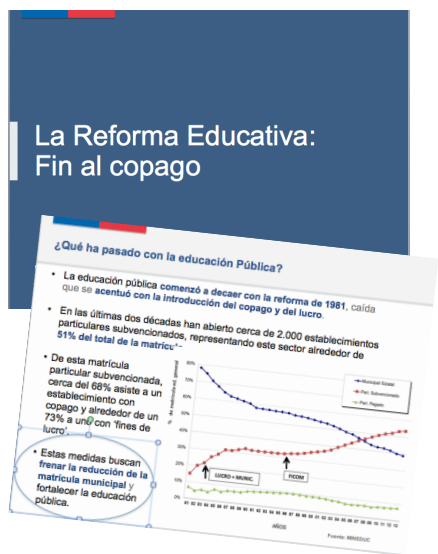 La Reforma Educativa:
Fin al copago
¿Qué ha pasado con la educación Pública?
• La educación pública comenzó a decaer con la reforma de 1981, caída
que se acentuó con la introducción del copago y del lucro.
• En las últimas dos décadas han abierto cerca de 2.000 establecimientos
particulares subvencionados, representando este sector alrededor de
51% del total de la matrícu
• De esta matrícula
particular subvencionada,
cerca del 68% asiste a un
establecimiento con
copago y alrededor de un
73% a uno con 'fines de
lucro'.
• Estas medidas buscan
frenar la reducción de la
matrícula municipal y
fortalecer la educación
pública.
% de matrícula ed. general
80%
70%
60%
50%
40%
30%
20%
10%
0%
Municipal Estatal
Part. Subvencionado
Part. Pagado
LUCRO + MUNIC.
FICOM
AÑOS
Fuente: MINEDUC